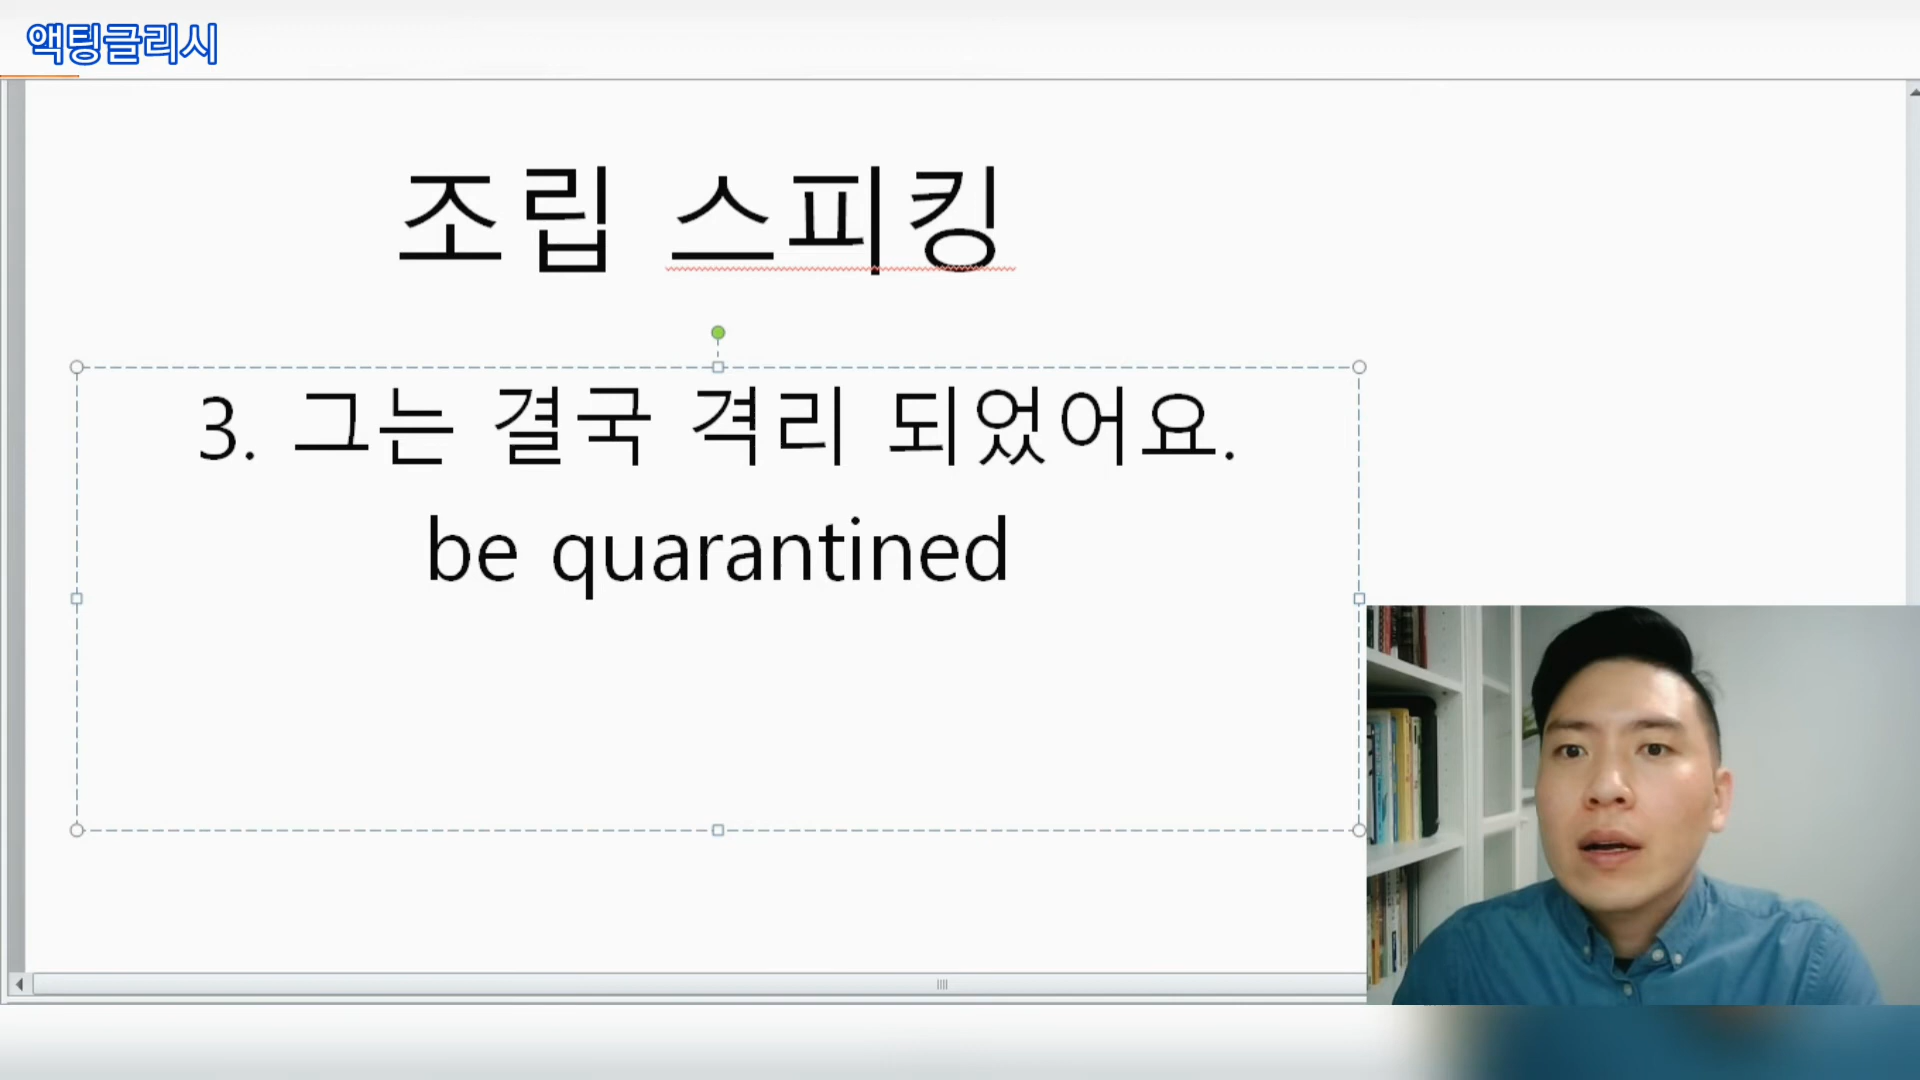 액팅글리시
조립 스피킹
3. 그는 결국 격리 되었어요.
be quarantined